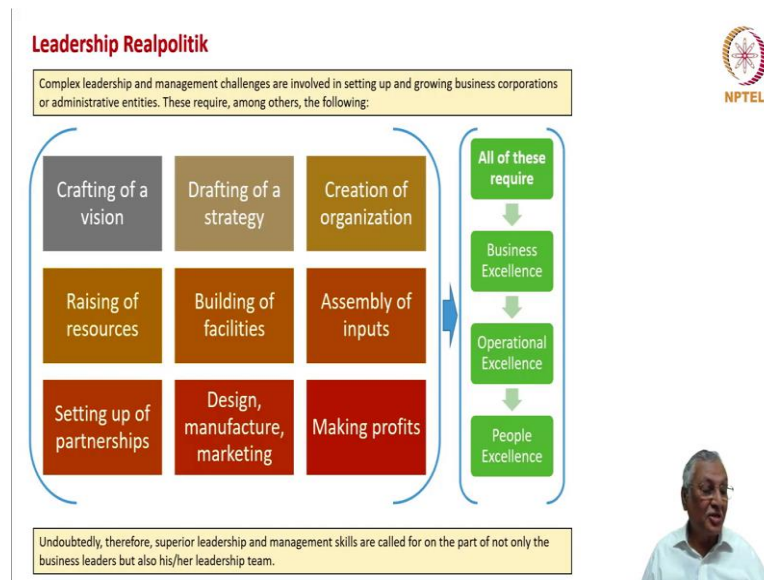 Leadership Realpolitik
NPTEL
Complex leadership and management challenges are involved in setting up and growing business corporations
or administrative entities. These require, among others, the following:
Crafting of a
vision
Drafting of a
strategy
Creation of
organization
Raising of
resources
Building of
facilities
Assembly of
inputs
Setting up of
partnerships
Design,
manufacture,
marketing
Making profits
All of these
require
Business
Excellence
Operational
Excellence
People
Excellence
Undoubtedly, therefore, superior leadership and management skills are called for on the part of not only the
business leaders but also his/her leadership team.